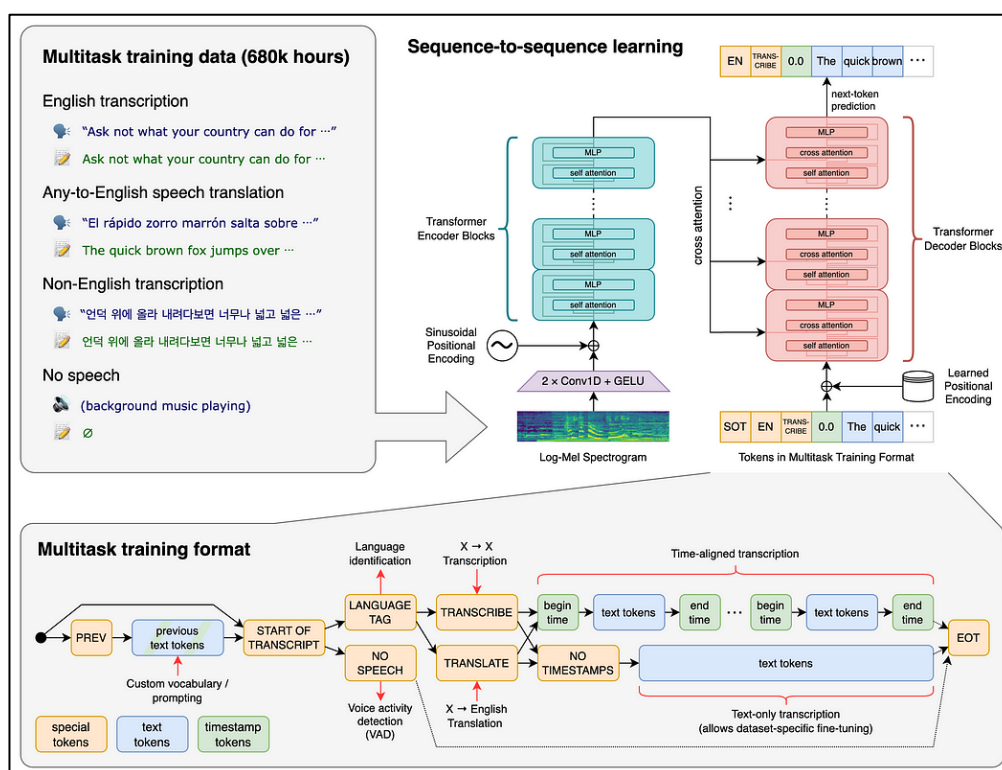 Multitask training data (680k hours)
English transcription
“Ask not what your country can do for ⋯”
Ask not what your country can do for ⋯
Any-to-English speech translation
“El rápido zorro marrón salta sobre ⋯”
The quick brown fox jumps over ⋯
Non-English transcription
“언덕 위에 올라 내려다보면 너무나 넓고 넓은 ⋯”
언덕 위에 올라 내려다보면 너무나 넓고 넓은 ⋯
No speech
(background music playing)
∅
Sequence-to-sequence learning
EN
TRANS-
CRIBE
0.0
The
quick
brown
⋯
next-token
prediction
MLP
self attention
MLP
self attention
MLP
self attention
Transformer
Encoder Blocks
cross attention
⋮
MLP
cross attention
self attention
MLP
cross attention
self attention
MLP
cross attention
self attention
Transformer
Decoder Blocks
Sinusoidal
Positional
Encoding
2 × Conv1D + GELU
Log-Mel Spectrogram
Learned
Positional
Encoding
SOT
EN
TRANS-
CRIBE
0.0
The
quick
⋯
Tokens in Multitask Training Format
Multitask training format
Language
identification
X → X
Transcription
Time-aligned transcription
PREV
previous
text tokens
START OF
TRANSCRIPT
LANGUAGE
TAG
NO
SPEECH
TRANSCRIBE
TRANSLATE
begin
time
text tokens
end
time
⋯
begin
time
text tokens
end
time
NO
TIMESTAMPS
text tokens
EOT
Custom vocabulary /
prompting
Voice activity
detection
(VAD)
X → English
Translation
Text-only transcription
(allows dataset-specific fine-tuning)
special
tokens
text
tokens
timestamp
tokens